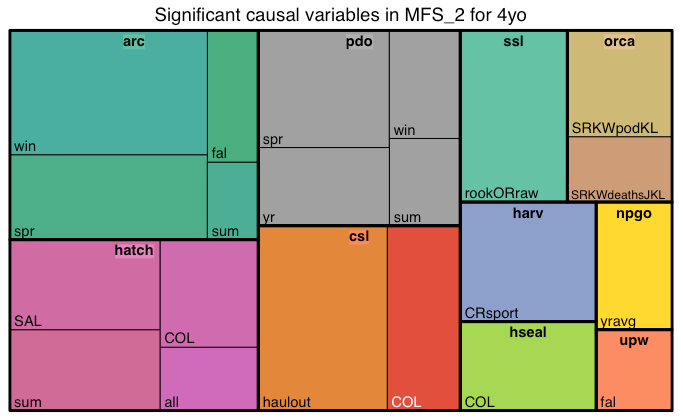 Significant causal variables in MFS_2 for 4yo
arc
win
spr
fal
sum
hatch
SAL
sum
COL
all
pdo
spr
yr
win
sum
csl
haulout
COL
ssl
rookORraw
orca
SRKWpodKL
SRKWdeathsJKL
harv
CRsport
hseal
COL
npgo
yravg
upw
fal